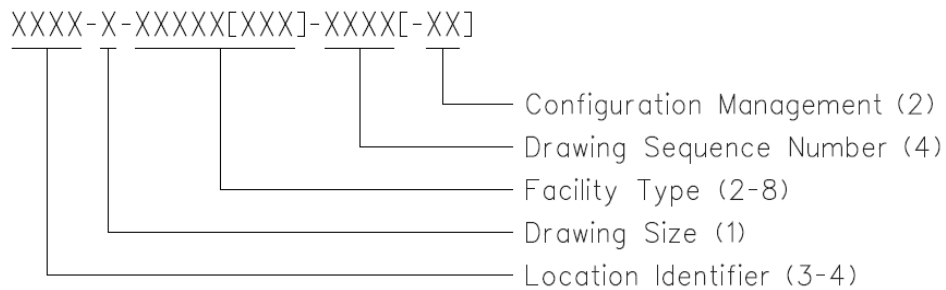 XXXX-X-XXXXX[XXX]-XXXX[-XX]
Configuration Management (2)
Drawing Sequence Number (4)
Facility Type (2-8)
Drawing Size (1)
Location Identifier (3-4)